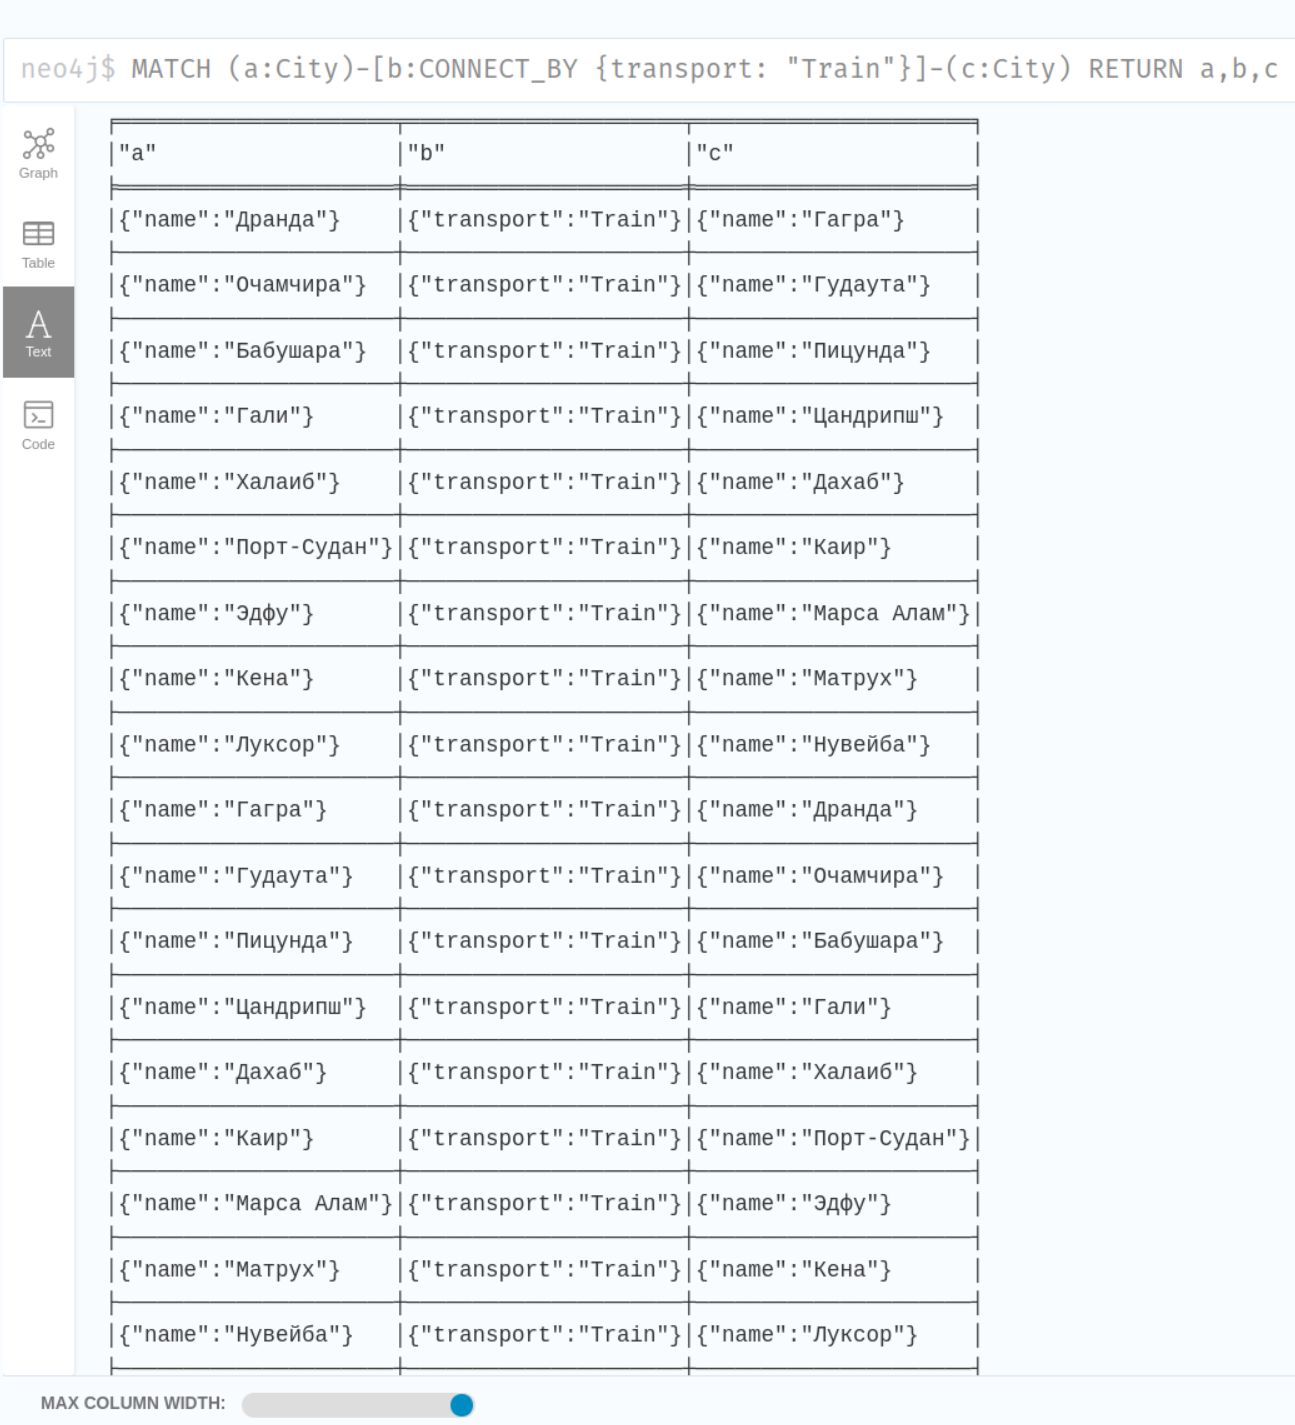 neo4j$ MATCH (a:City)-[b:CONNECT_BY {transport: "Train"}]-(c:City) RETURN a,b,c
Graph
Table
Text
Code
"a" "b" "c"
{"name":"Дранда"} {"transport":"Train"} {"name":"Гагра"}
{"name":"Очамчира"} {"transport":"Train"} {"name":"Гудаута"}
{"name":"Бабушара"} {"transport":"Train"} {"name":"Пицунда"}
{"name":"Гали"} {"transport":"Train"} {"name":"Цандрипш"}
{"name":"Халаиб"} {"transport":"Train"} {"name":"Дахаб"}
{"name":"Порт-Судан"} {"transport":"Train"} {"name":"Каир"}
{"name":"Эдфу"} {"transport":"Train"} {"name":"Марса Алам"}
{"name":"Кена"} {"transport":"Train"} {"name":"Матрух"}
{"name":"Луксор"} {"transport":"Train"} {"name":"Нувейба"}
{"name":"Гагра"} {"transport":"Train"} {"name":"Дранда"}
{"name":"Гудаута"} {"transport":"Train"} {"name":"Очамчира"}
{"name":"Пицунда"} {"transport":"Train"} {"name":"Бабушара"}
{"name":"Цандрипш"} {"transport":"Train"} {"name":"Гали"}
{"name":"Дахаб"} {"transport":"Train"} {"name":"Халаиб"}
{"name":"Каир"} {"transport":"Train"} {"name":"Порт-Судан"}
{"name":"Марса Алам"} {"transport":"Train"} {"name":"Эдфу"}
{"name":"Матрух"} {"transport":"Train"} {"name":"Кена"}
{"name":"Нувейба"} {"transport":"Train"} {"name":"Луксор"}
MAX COLUMN WIDTH: